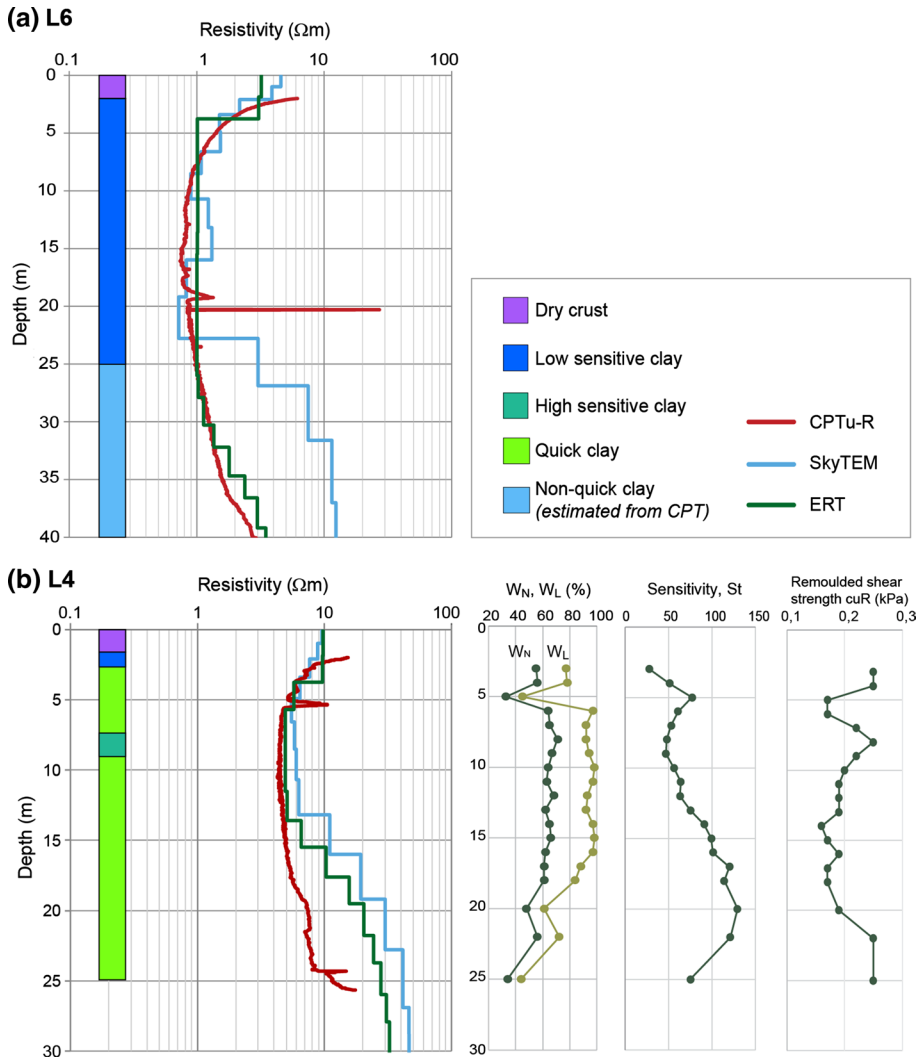 (a) L6
Resistivity (Ωm)
0.1 1 10 100
0
5
10
15
20
25
30
35
40
Depth (m)
Dry crust
Low sensitive clay
High sensitive clay
Quick clay
Non-quick clay
(estimated from CPT)
CPTu-R
SkyTEM
ERT
(b) L4
Resistivity (Ωm)
0.1 1 10 100
0
5
10
15
20
25
30
Depth (m)
WN, WL (%)
20 40 60 80 100
WN WL
0
5
10
15
20
25
30
Sensitivity, St
0 50 100 150
Remoulded shear
strength cuR (kPa)
0,1 0,2 0,3